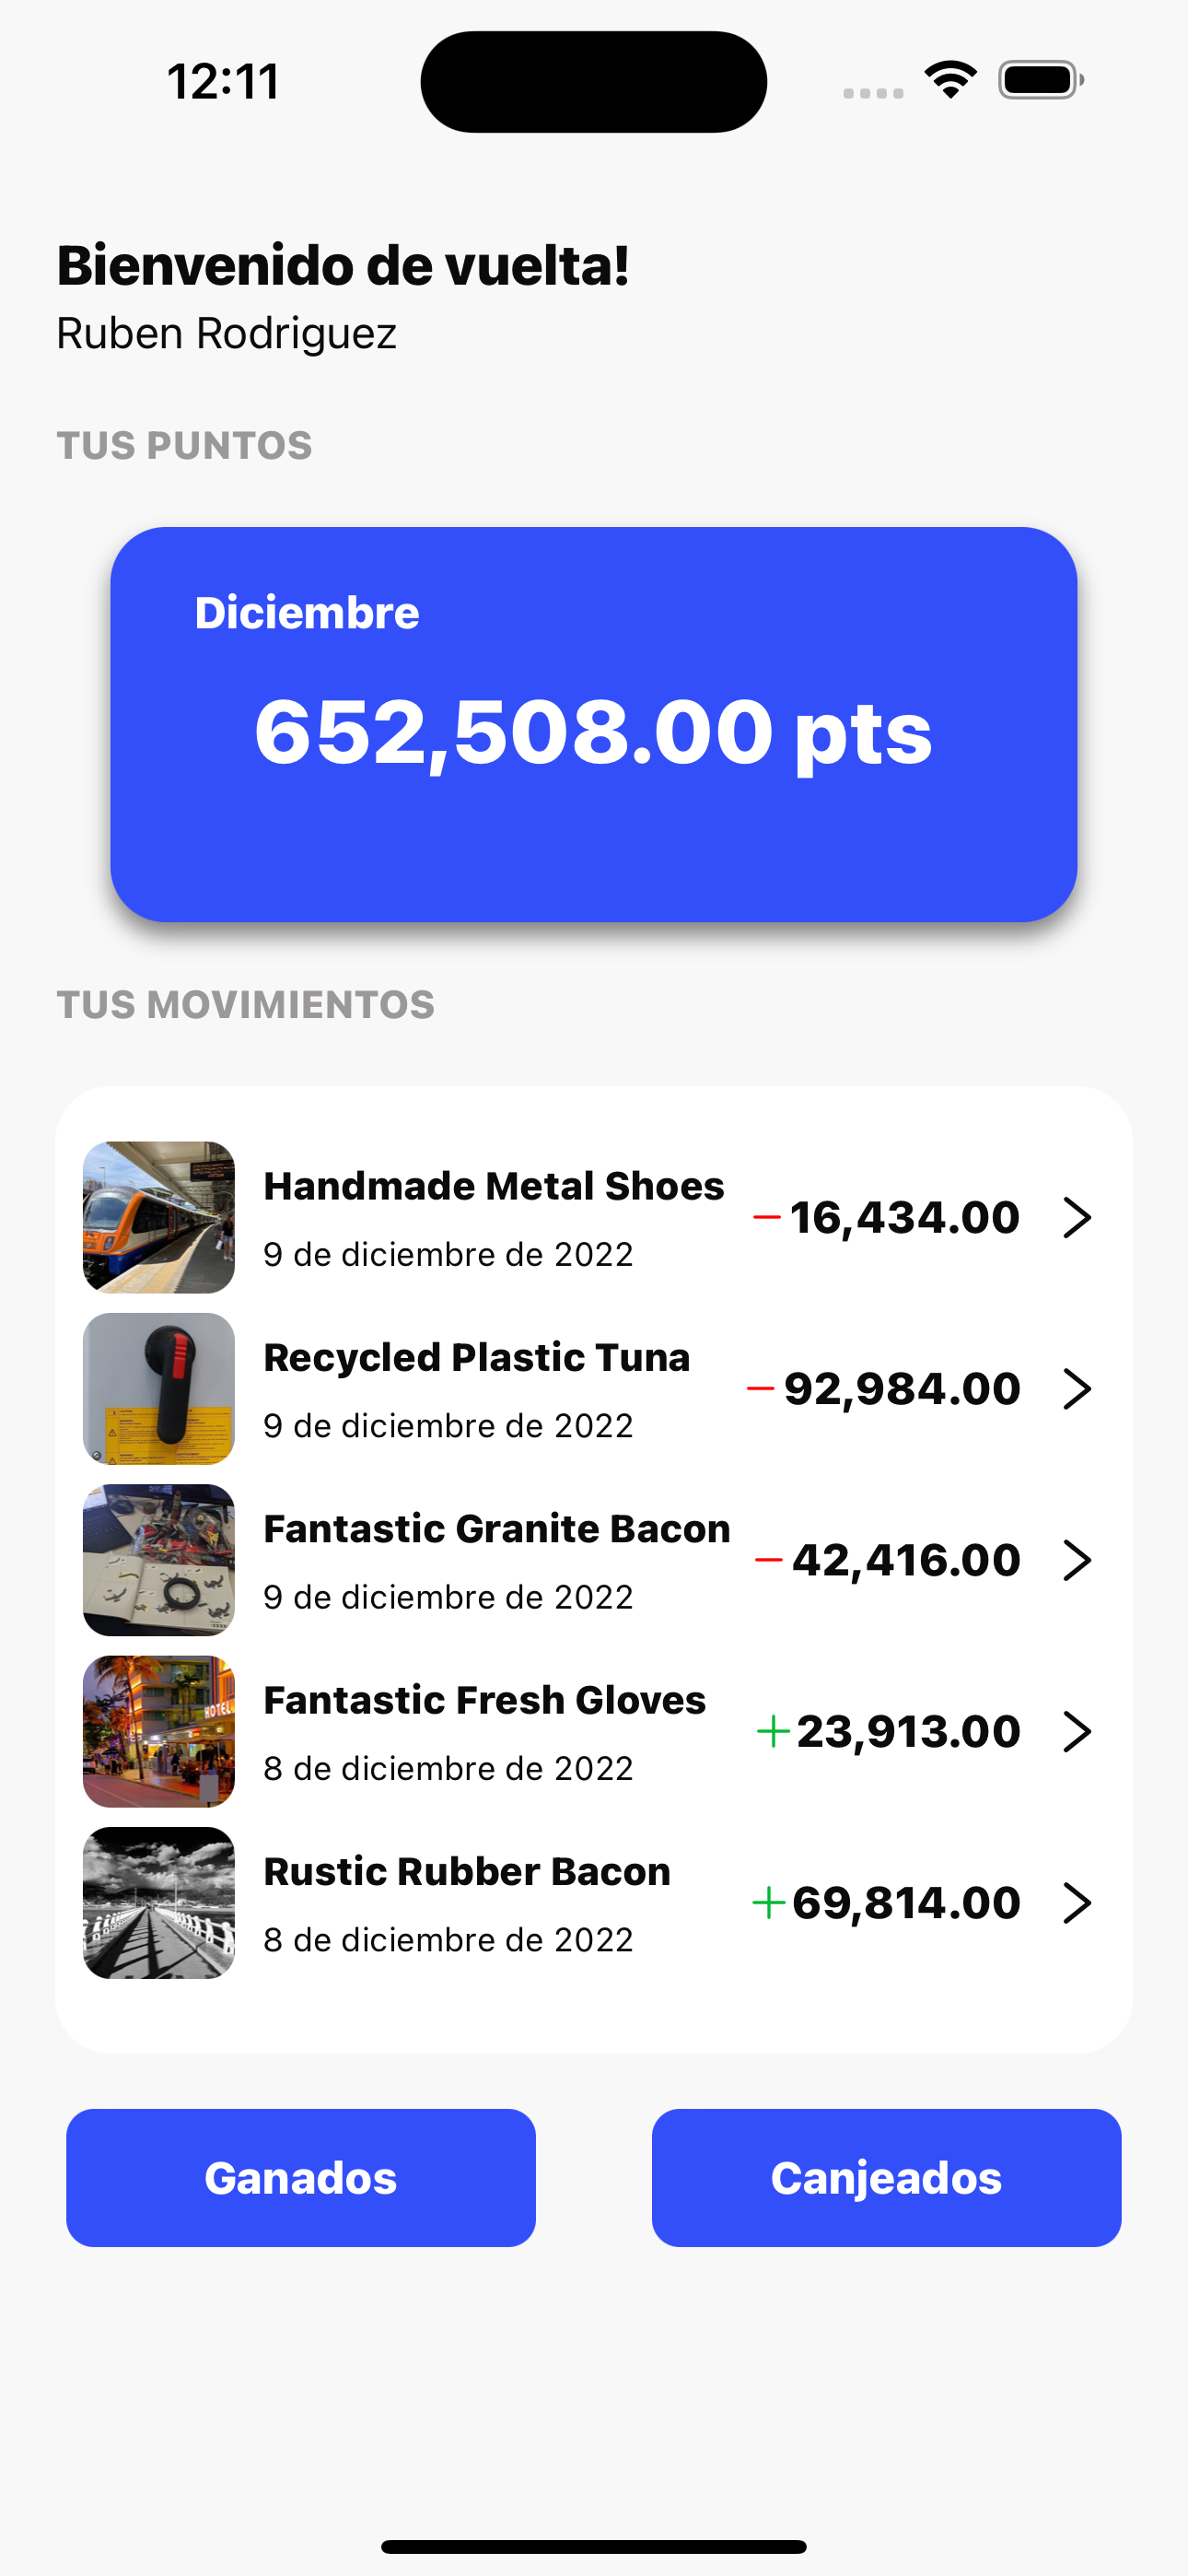 12:11
Bienvenido de vuelta!
Ruben Rodriguez
TUS PUNTOS
Diciembre
652,508.00 pts
TUS MOVIMIENTOS
Handmade Metal Shoes
9 de diciembre de 2022
- 16,434.00
Recycled Plastic Tuna
9 de diciembre de 2022
- 92,984.00
Fantastic Granite Bacon
9 de diciembre de 2022
- 42,416.00
Fantastic Fresh Gloves
8 de diciembre de 2022
+ 23,913.00
HOTEL
Rustic Rubber Bacon
8 de diciembre de 2022
+ 69,814.00
Ganados
Canjeados